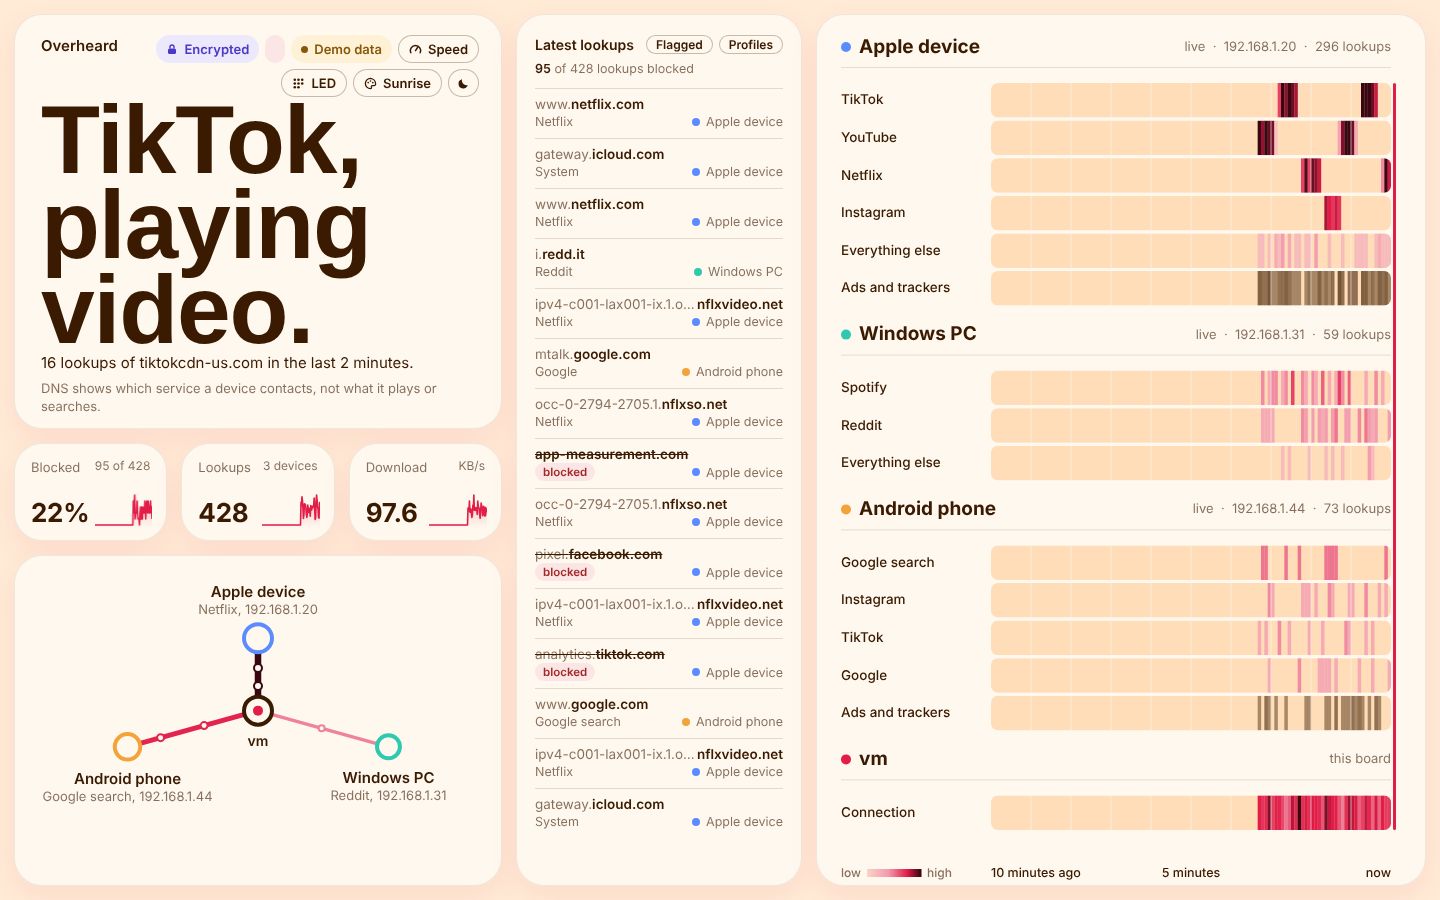 Overheard
Encrypted
Demo data
Speed
LED
Sunrise
TikTok,
playing
video.
16 lookups of tiktokcdn-us.com in the last 2 minutes.
DNS shows which service a device contacts, not what it plays or
searches.
Blocked 95 of 428
22%
Lookups 3 devices
428
Download KB/s
97.6
Apple device
Netflix, 192.168.1.20
vm
Android phone
Google search, 192.168.1.44
Windows PC
Reddit, 192.168.1.31
Latest lookups Flagged Profiles
95 of 428 lookups blocked
www.netflix.com
Netflix Apple device
gateway.icloud.com
System Apple device
www.netflix.com
Netflix Apple device
i.redd.it
Reddit Windows PC
ipv4-c001-lax001-ix.1.o... nflxvideo.net
Netflix Apple device
mtalk.google.com
Google Android phone
occ-0-2794-2705.1.nflxso.net
Netflix Apple device
app-measurement.com
blocked Apple device
occ-0-2794-2705.1.nflxso.net
Netflix Apple device
pixel.facebook.com
blocked Apple device
ipv4-c001-lax001-ix.1.o... nflxvideo.net
Netflix Apple device
analytics.tiktok.com
blocked Apple device
www.google.com
Google search Android phone
ipv4-c001-lax001-ix.1.o... nflxvideo.net
Netflix Apple device
gateway.icloud.com
System Apple device
Apple device live · 192.168.1.20 · 296 lookups
TikTok
YouTube
Netflix
Instagram
Everything else
Ads and trackers
Windows PC live · 192.168.1.31 · 59 lookups
Spotify
Reddit
Everything else
Android phone live · 192.168.1.44 · 73 lookups
Google search
Instagram
TikTok
Google
Ads and trackers
vm this board
Connection
low high 10 minutes ago 5 minutes now